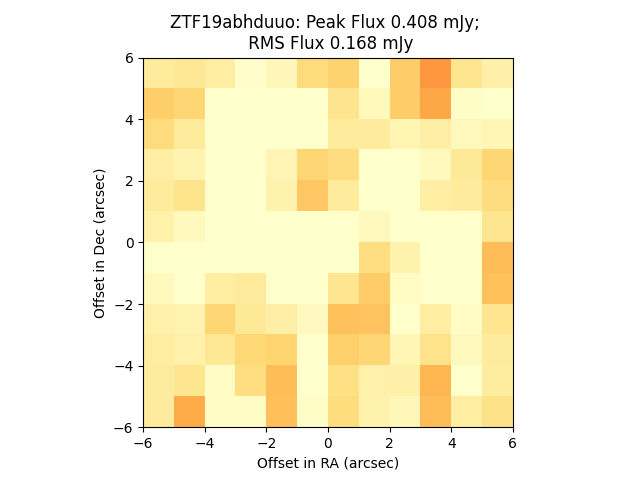 ZTF19abhduuo: Peak Flux 0.408 mJy;
RMS Flux 0.168 mJy
6
4
2
0
−2
−4
−6
Offset in Dec (arcsec)
−6 −4 −2 0 2 4 6
Offset in RA (arcsec)